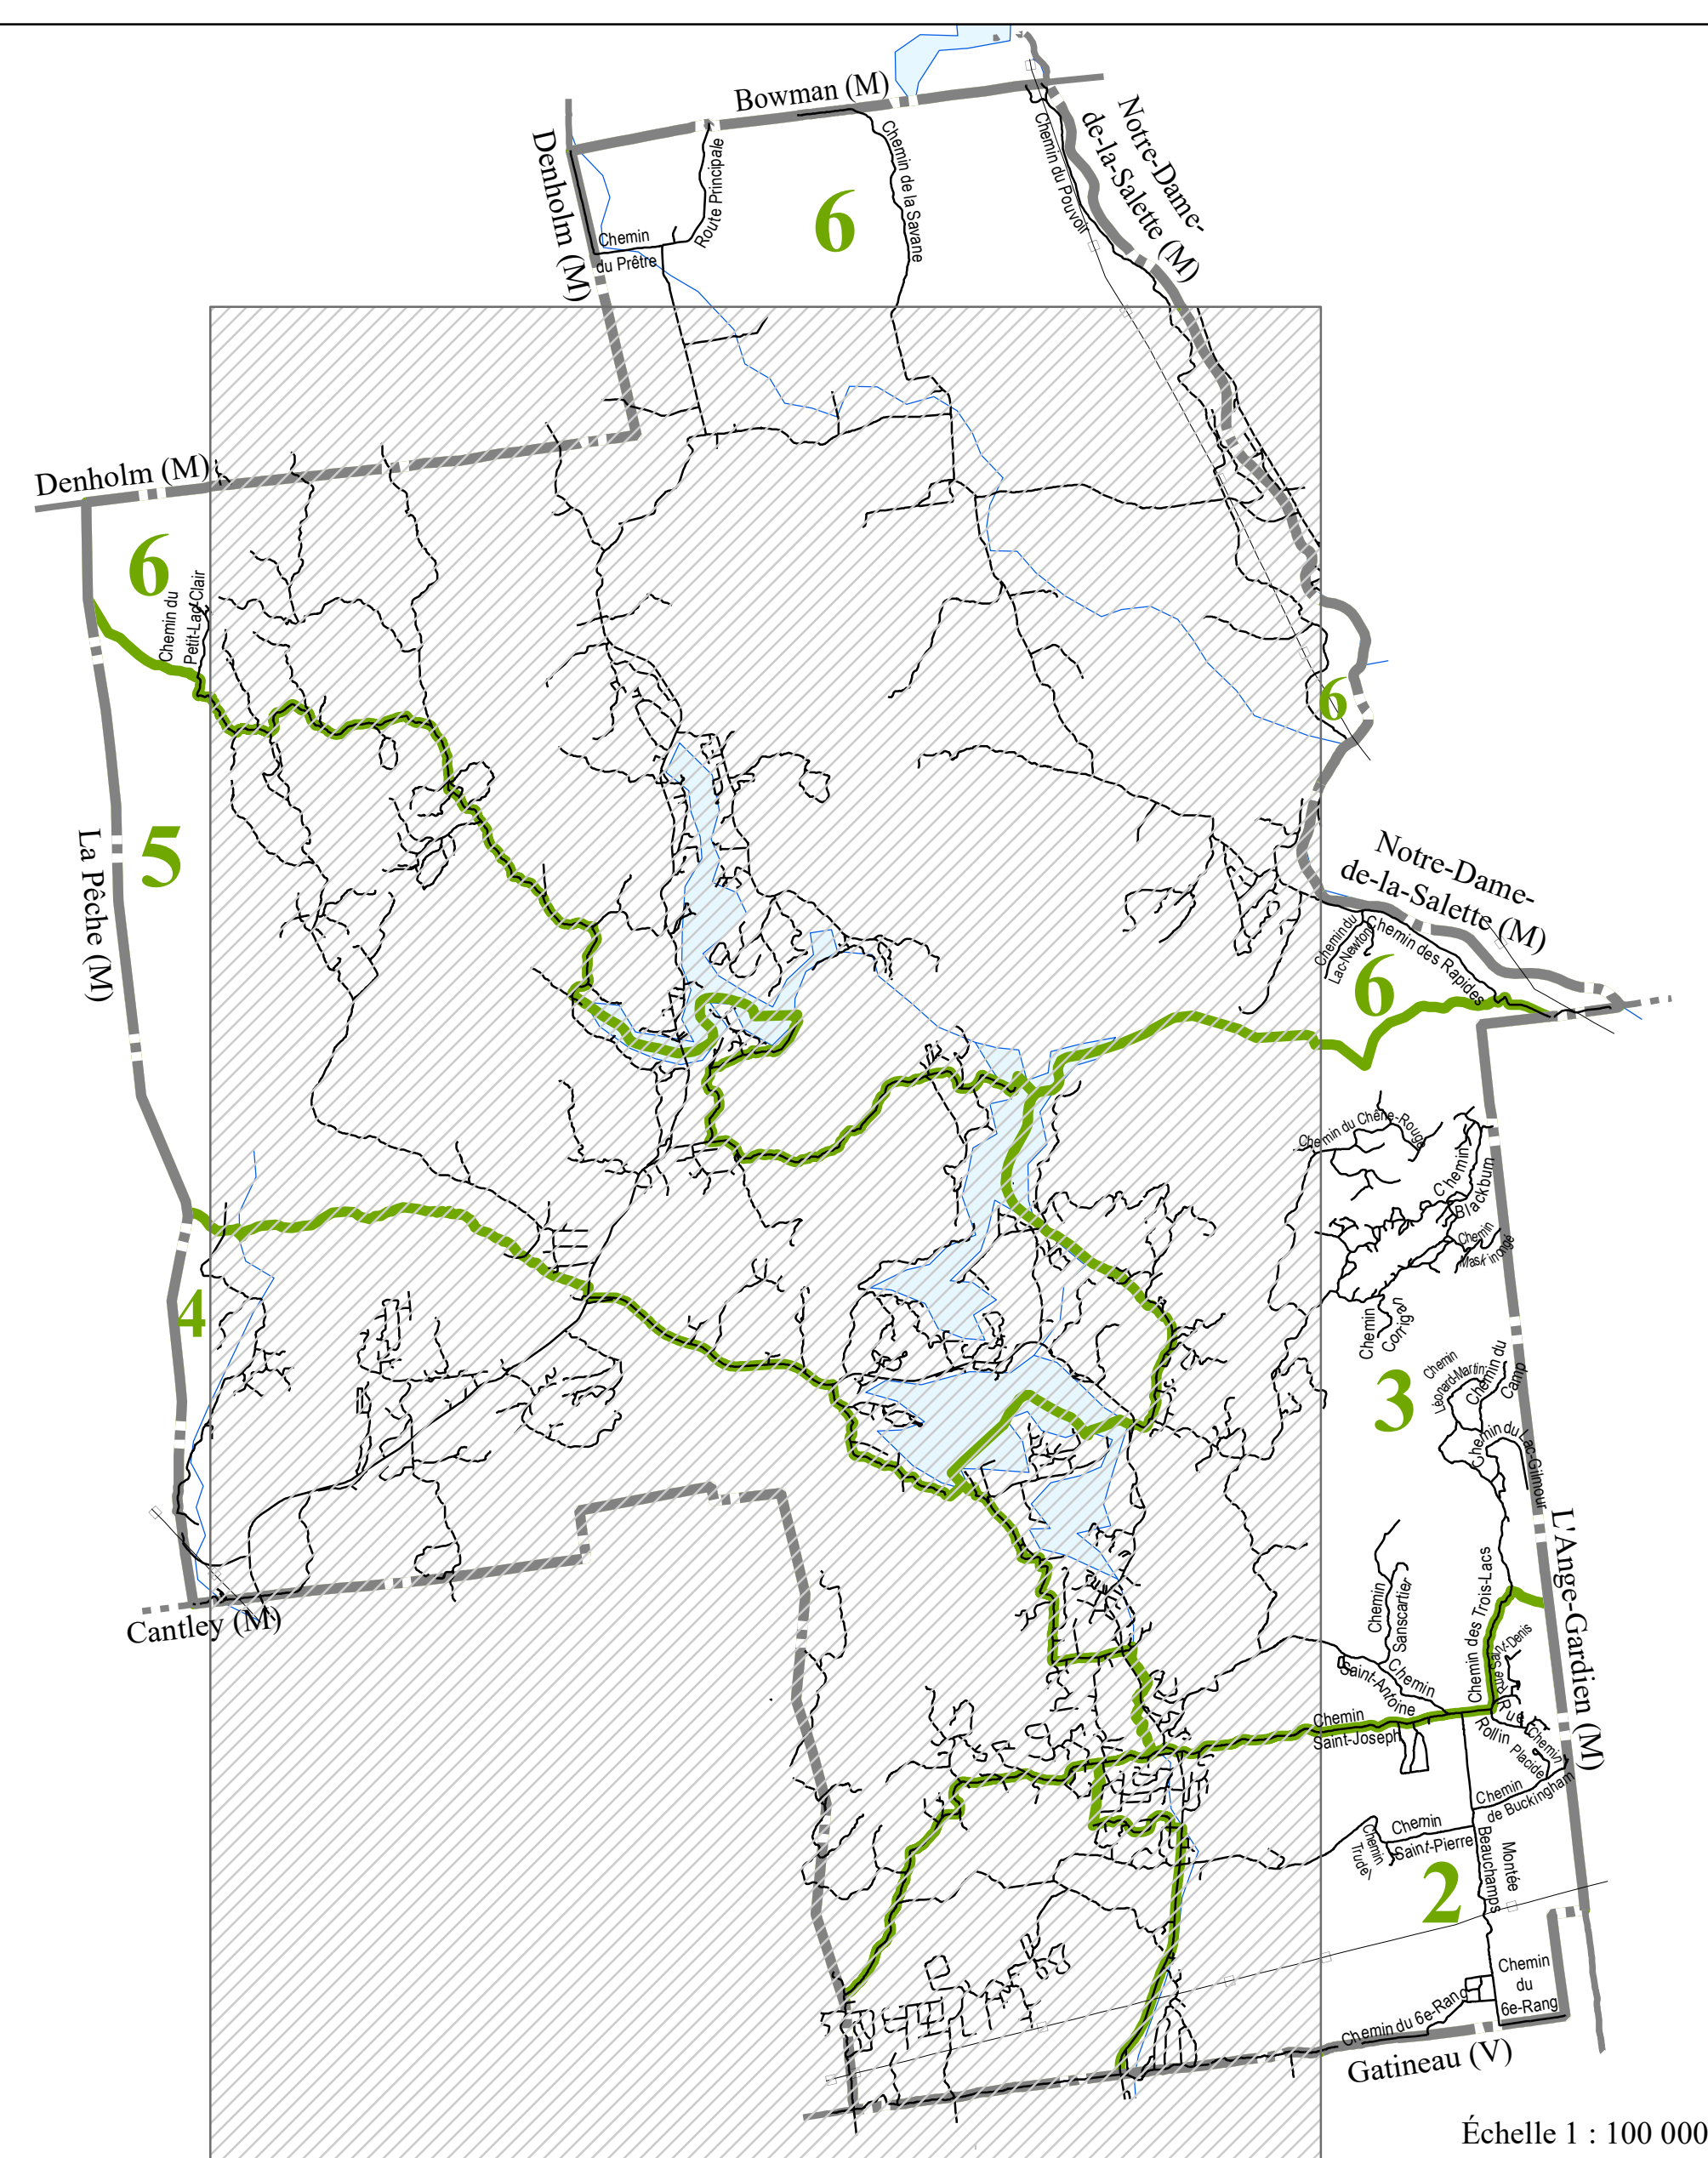 Bowman (M)
Notre-Dame-
de-la-Salette (M)
Denholm (M)
Route Principale
Chemin de la Savane
Chemin du Pouvoir
6
Chemin
du Prêtre
Denholm (M)
6
Chemin du
Petit-Lac-Clair
6
5
La Pêche (M)
Notre-Dame-
de-la-Salette (M)
Chemin du
Lac-Newton
Chemin des Rapides
6
Chemin du Chêne-Rouge
Chemin
Blackburn
Chemin
Maskinongé
4
Chemin
Corrigan
3
Chemin
Léonard-Martin
Chemin du
Camp
Chemin du Lac-Gilmour
L'Ange-Gardien (M)
Cantley (M)
Chemin
Sanscartier
Chemin des Trois-Lacs
Rue Saint-Denis
Chemin
Saint-Antoine
Chemin
Saint-Joseph
Rue
Rollin
Chemin
Placide
Chemin
de Buckingham
Chemin
Saint-Pierre
Chemin
Trudel
Montée
Beauchamps
2
Chemin
du
6e-Rang
Chemin du 6e-Rang
Gatineau (V)
Échelle 1 : 100 000